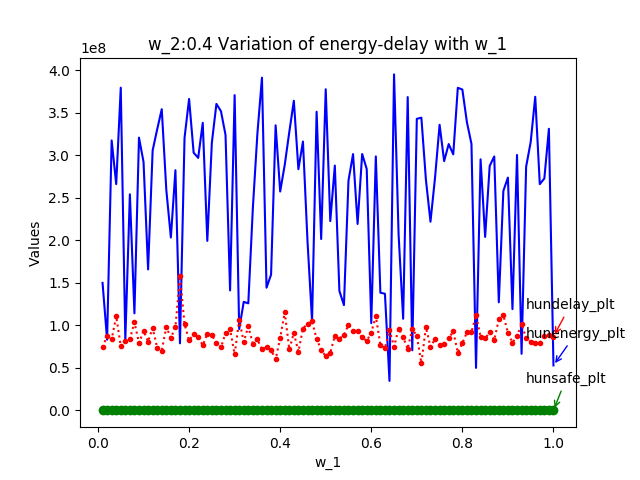 w_2:0.4 Variation of energy-delay with w_1
1e8
4.0
3.5
3.0
2.5
2.0
1.5
1.0
0.5
0.0
Values
hundelay_plt
hunenergy_plt
hunsafe_plt
0.0 0.2 0.4 0.6 0.8 1.0
w_1